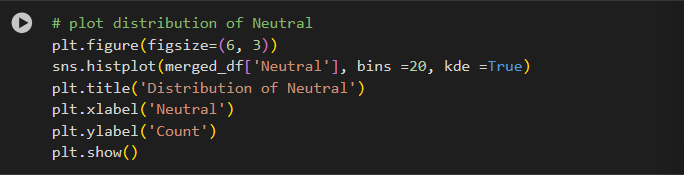 # plot distribution of Neutral
plt.figure(figsize=(6, 3))
sns.histplot(merged_df['Neutral'], bins =20, kde =True)
plt.title('Distribution of Neutral')
plt.xlabel('Neutral')
plt.ylabel('Count')
plt.show()